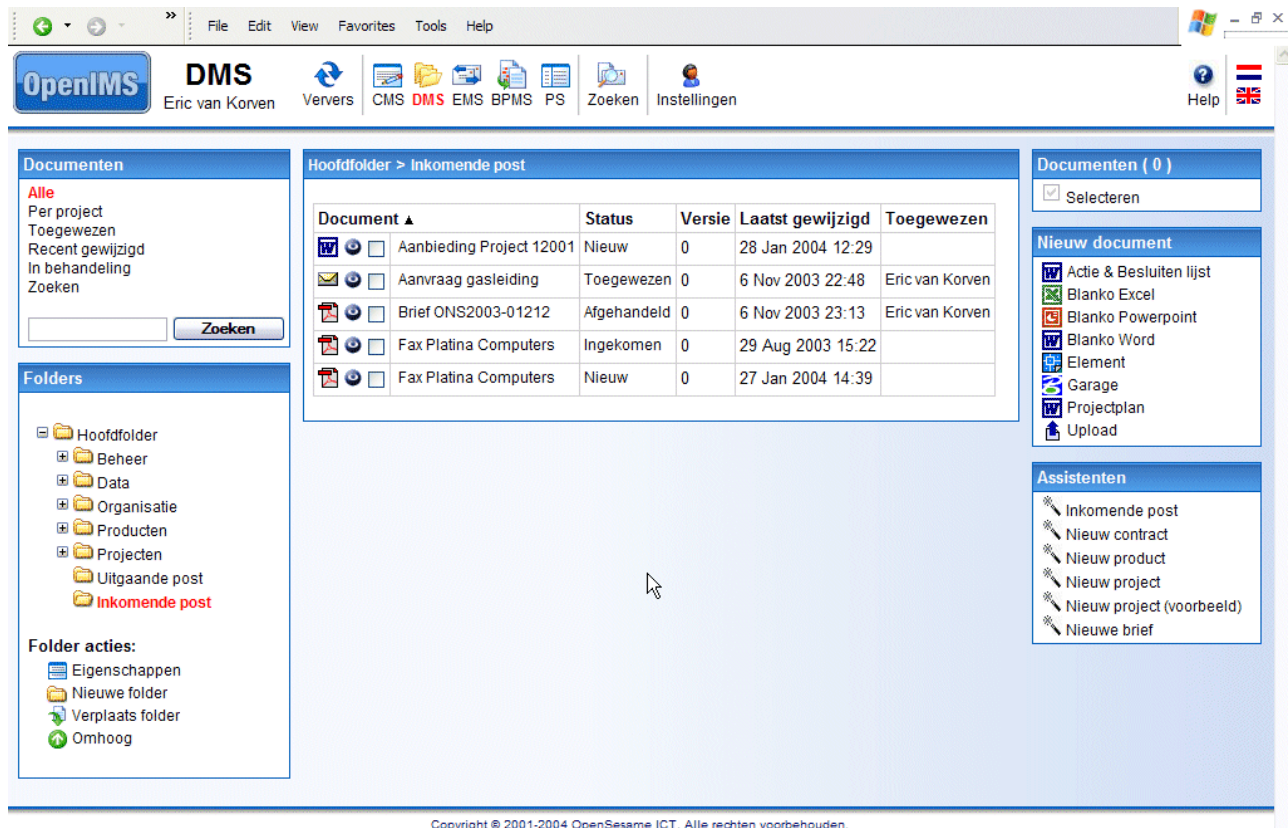 » File Edit View Favorites Tools Help
OpenIMS
DMS
Eric van Korven
Ververs CMS DMS EMS BPMS PS Zoeken Instellingen Help
Documenten
Alle
Per project
Toegewezen
Recent gewijzigd
In behandeling
Zoeken
Zoeken
Folders
Hoofdfolder
Beheer
Data
Organisatie
Producten
Projecten
Uitgaande post
Inkomende post
Folder acties:
Eigenschappen
Nieuwe folder
Verplaats folder
Omhoog
Hoofdfolder > Inkomende post
Document ▲ Status Versie Laatst gewijzigd Toegewezen
Aanbieding Project 12001 Nieuw 0 28 Jan 2004 12:29
Aanvraag gasleiding Toegewezen 0 6 Nov 2003 22:48 Eric van Korven
Brief ONS2003-01212 Afgehandeld 0 6 Nov 2003 23:13 Eric van Korven
Fax Platina Computers Ingekomen 0 29 Aug 2003 15:22
Fax Platina Computers Nieuw 0 27 Jan 2004 14:39
Documenten ( 0 )
Selecteren
Nieuw document
Actie & Besluiten lijst
Blanko Excel
Blanko Powerpoint
Blanko Word
Element
Garage
Projectplan
Upload
Assistenten
Inkomende post
Nieuw contract
Nieuw product
Nieuw project
Nieuw project (voorbeeld)
Nieuwe brief
Copyright © 2001-2004 OpenSesame ICT. Alle rechten voorbehouden.